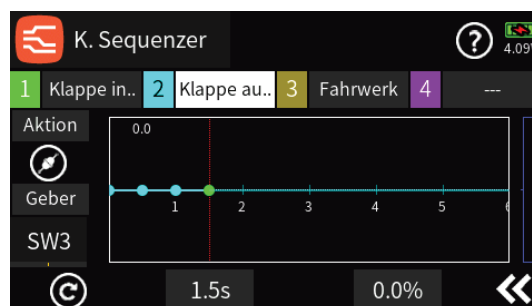 K. Sequenzer
?
4.09
1 Klappe in.. 2 Klappe au.. 3 Fahrwerk 4 ---
Aktion
0.0
Geber
1 2 3 4 5 6
SW3
1.5s 0.0%